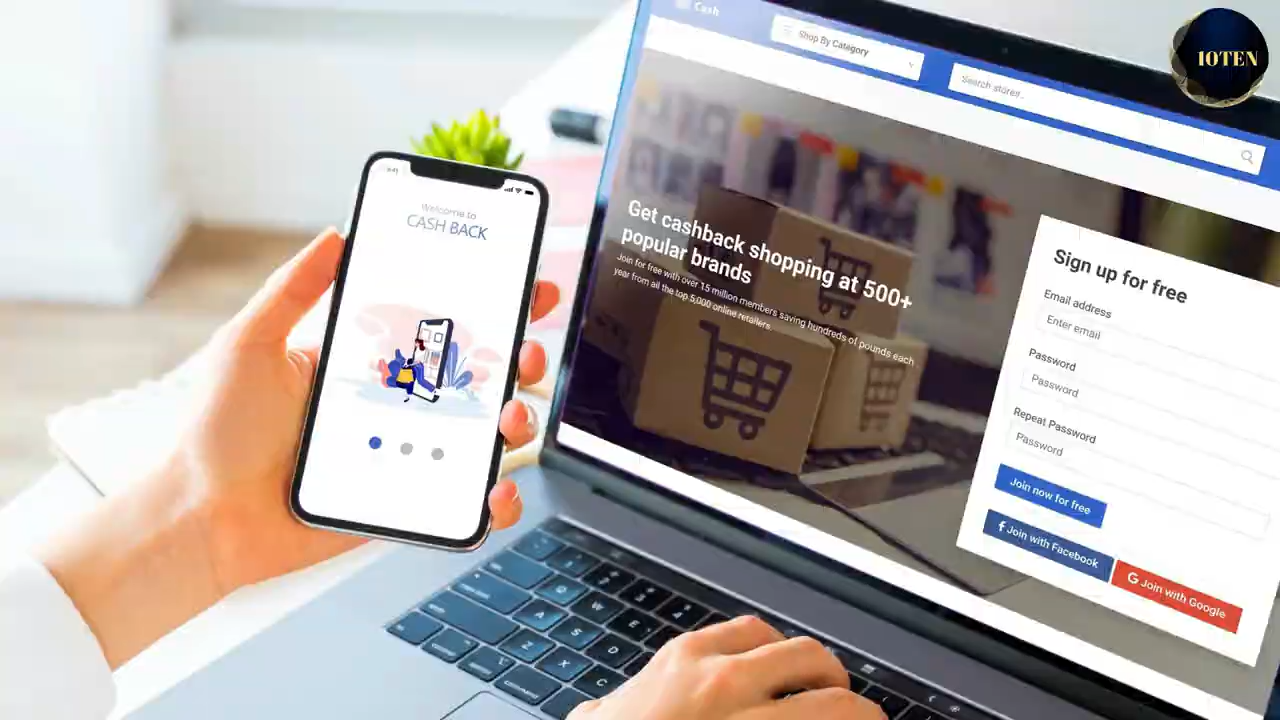 10TEN
Cash
Shop By Category
Search stores..
Welcome to
CASH BACK
Get cashback shopping at 500+
popular brands
Join for free with over 15 million members saving hundreds of pounds each
year from all the top 5,000 online retailers
Sign up for free
Email address
Enter email
Password
Password
Repeat Password
Password
Join now for free
f Join with Facebook
G Join with Google
Q
W
E
A
S
D
Z
X
C